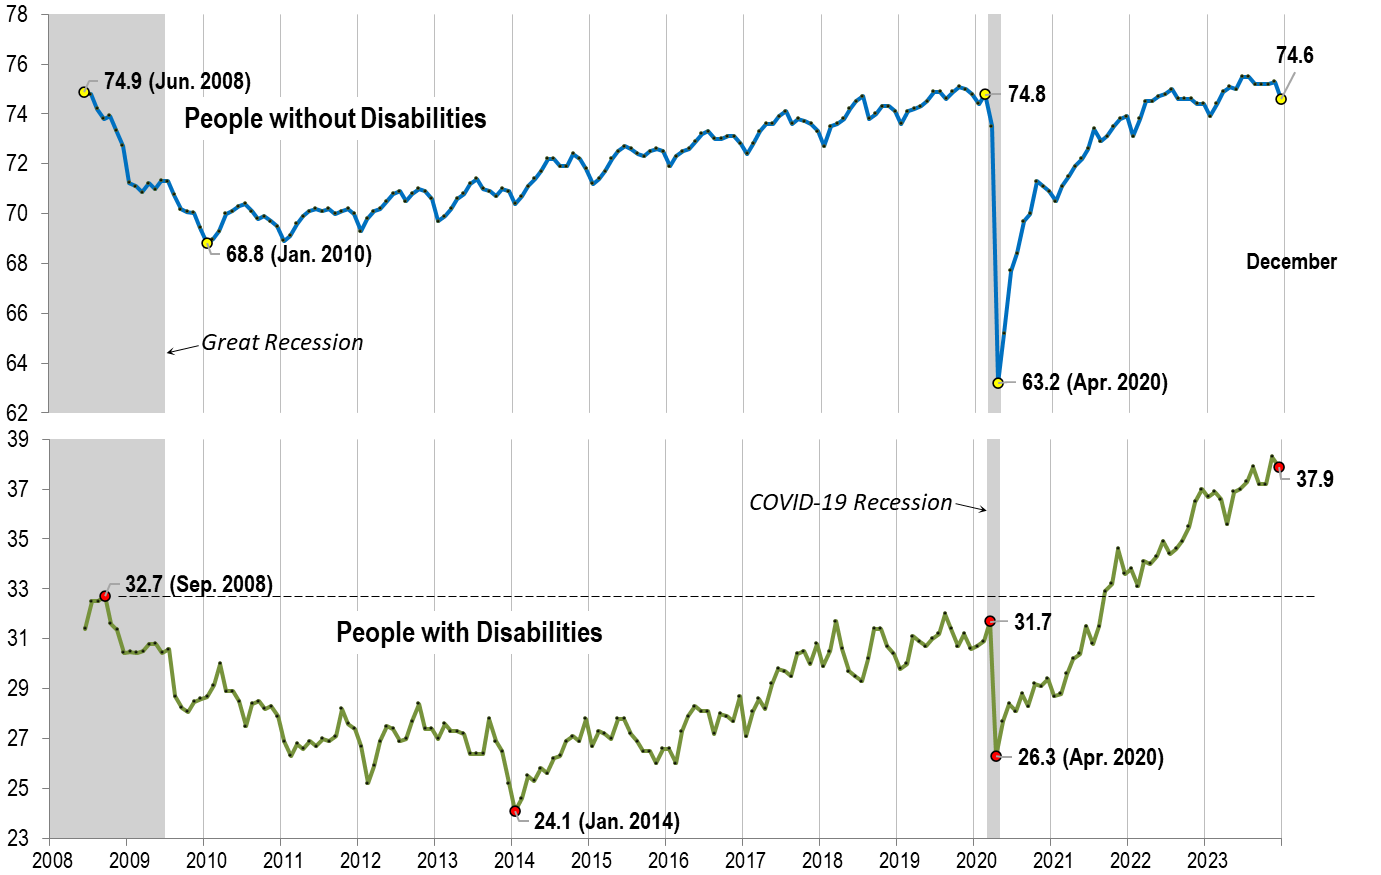 78
76
74
72
70
68
66
64
62
74.9 (Jun. 2008)
People without Disabilities
74.8
74.6
68.8 (Jan. 2010)
December
Great Recession
63.2 (Apr. 2020)
39
37
35
33
31
29
27
25
23
COVID-19 Recession
37.9
32.7 (Sep. 2008)
People with Disabilities
31.7
26.3 (Apr. 2020)
24.1 (Jan. 2014)
2008 2009 2010 2011 2012 2013 2014 2015 2016 2017 2018 2019 2020 2021 2022 2023